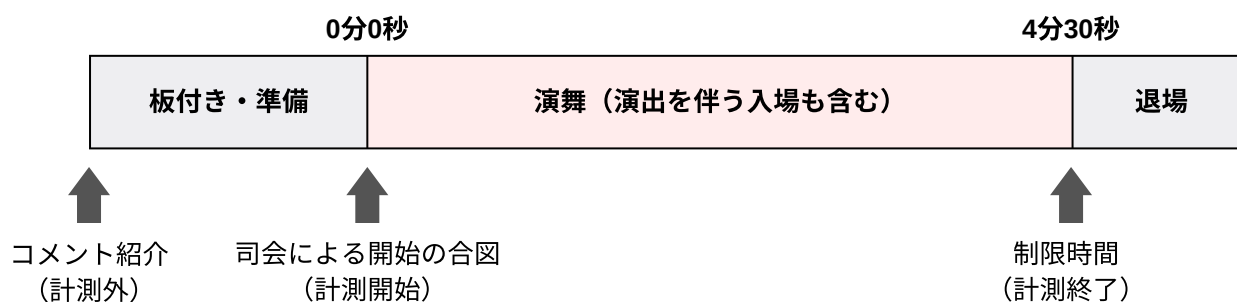 0分0秒
4分30秒
板付き・準備
演舞（演出を伴う入場も含む）
退場
コメント紹介
（計測外）
司会による開始の合図
（計測開始）
制限時間
（計測終了）